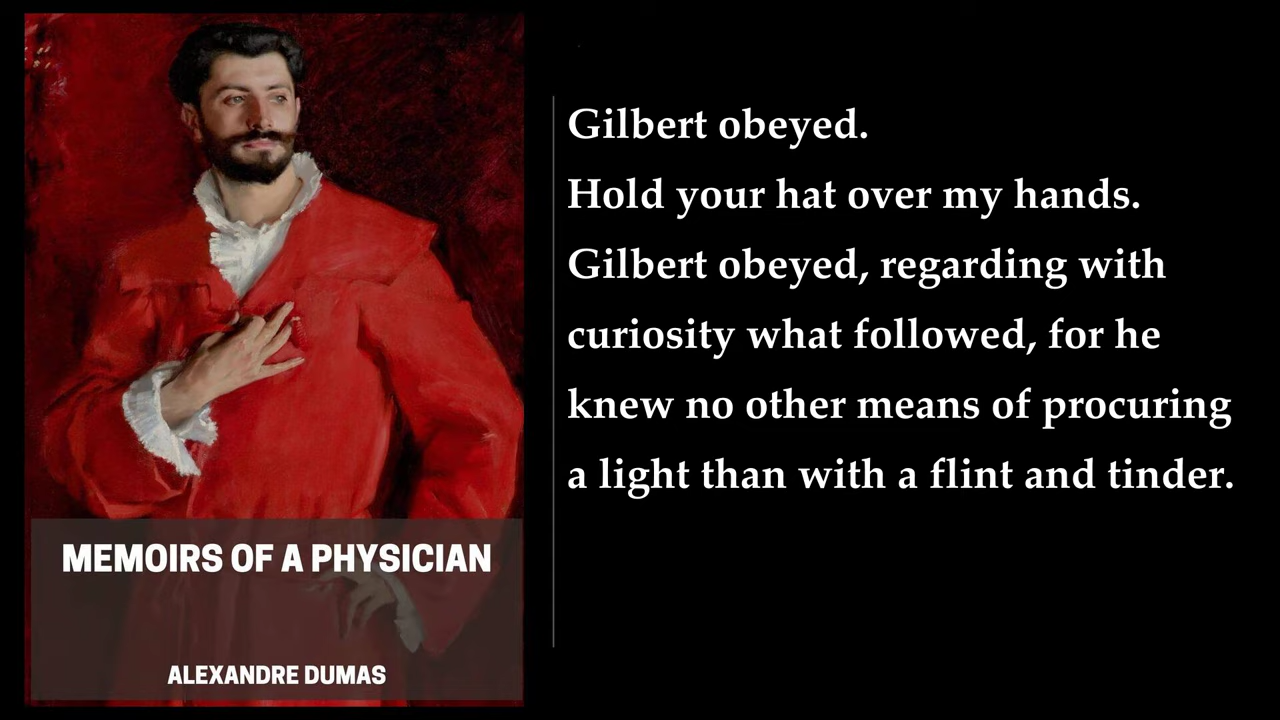 MEMOIRS OF A PHYSICIAN
ALEXANDRE DUMAS
Gilbert obeyed.
Hold your hat over my hands.
Gilbert obeyed, regarding with
curiosity what followed, for he
knew no other means of procuring
a light than with a flint and tinder.